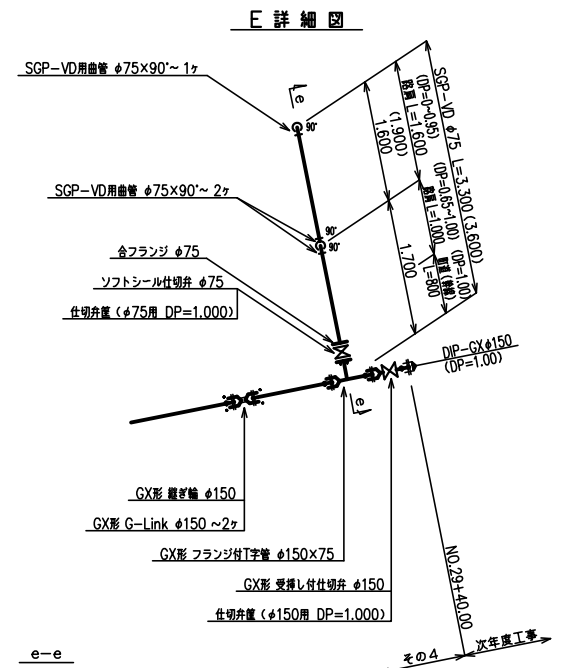 E 詳細図
SGP-VD用曲管 φ75×90°~ 1ヶ
e
90°
SGP-VD用曲管 φ75×90°~ 2ヶ
90°
90°
合フランジ φ75
ソフトシール仕切弁 φ75
仕切弁筐(φ75用 DP=1.000)
SGP-VD φ75 L=3.300(3.600)
(DP=0~0.95)
路肩 L=1.600
(1.900)
1.600
(DP=0.65~1.00)
路肩 L=1.000
(DP=1.00)
L=800
1.700
DIP-GXφ150
(DP=1.00)
e
GX形 継ぎ輪 φ150
GX形 G-Link φ150 ~2ヶ
GX形 フランジ付T字管 φ150×75
GX形 受挿し付仕切弁 φ150
仕切弁筐(φ150用 DP=1.000)
NO.29+40.00
その4
次年度工事
e-e